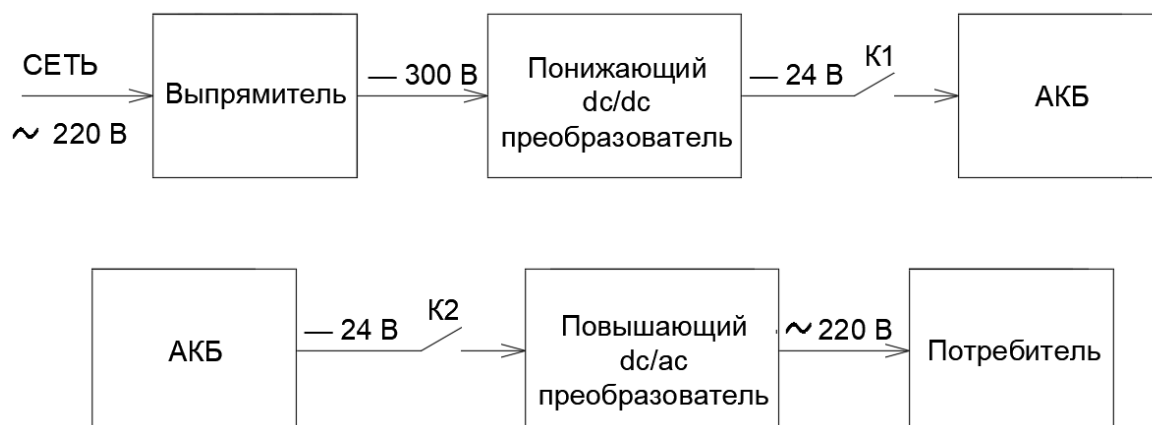 СЕТЬ
~ 220 В
Выпрямитель
— 300 В
Понижающий
dc/dc
преобразователь
— 24 В
К1
АКБ
АКБ
— 24 В
К2
Повышающий
dc/ac
преобразователь
~ 220 В
Потребитель